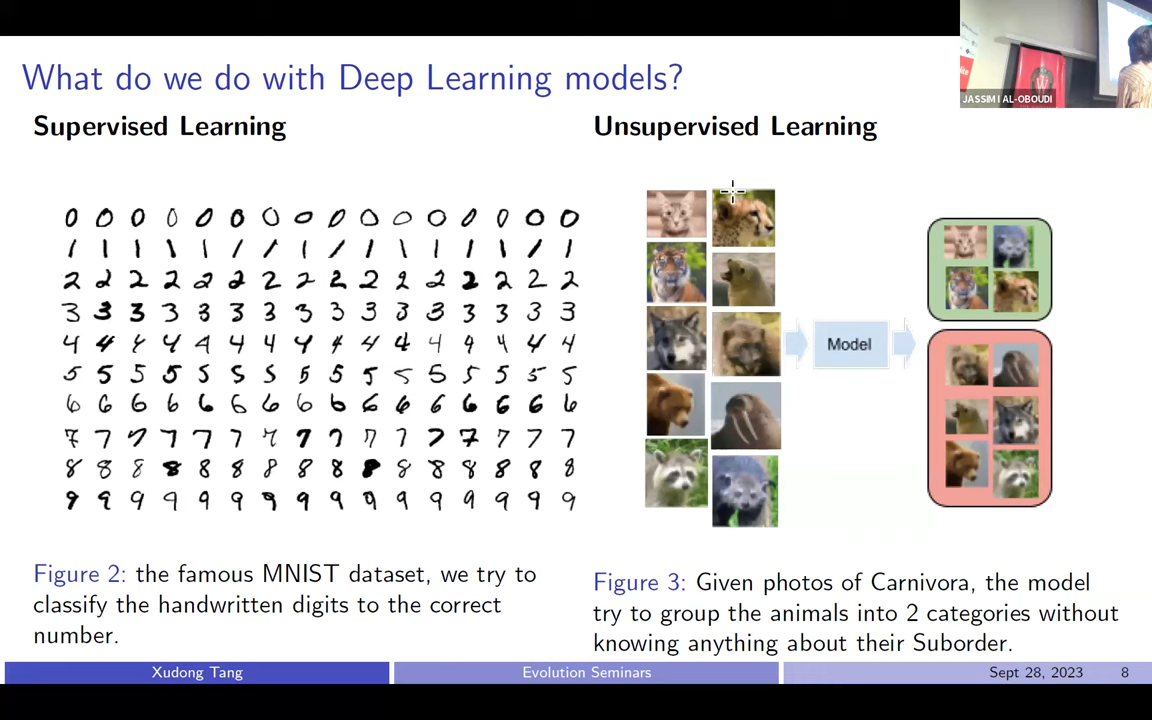 What do we do with Deep Learning models?
JASSIM I AL-OBOUDI
W
Supervised Learning
0 0 0 0 0 0 0 0 0 0 0 0 0 0 0 0
1 1 1 1 1 1 1 1 1 1 1 1 1 1 1 1
2 2 2 2 2 2 2 2 2 2 2 2 2 2 2 2
3 3 3 3 3 3 3 3 3 3 3 3 3 3 3 3
4 4 4 4 4 4 4 4 4 4 4 4 4 4 4 4
5 5 5 5 5 5 5 5 5 5 5 5 5 5 5 5
6 6 6 6 6 6 6 6 6 6 6 6 6 6 6 6
7 7 7 7 7 7 7 7 7 7 7 7 7 7 7 7
8 8 8 8 8 8 8 8 8 8 8 8 8 8 8 8
9 9 9 9 9 9 9 9 9 9 9 9 9 9 9 9
Figure 2: the famous MNIST dataset, we try to
classify the handwritten digits to the correct
number.
Unsupervised Learning
Model
Figure 3: Given photos of Carnivora, the model
try to group the animals into 2 categories without
knowing anything about their Suborder.
Xudong Tang
Evolution Seminars
Sept 28, 2023
8